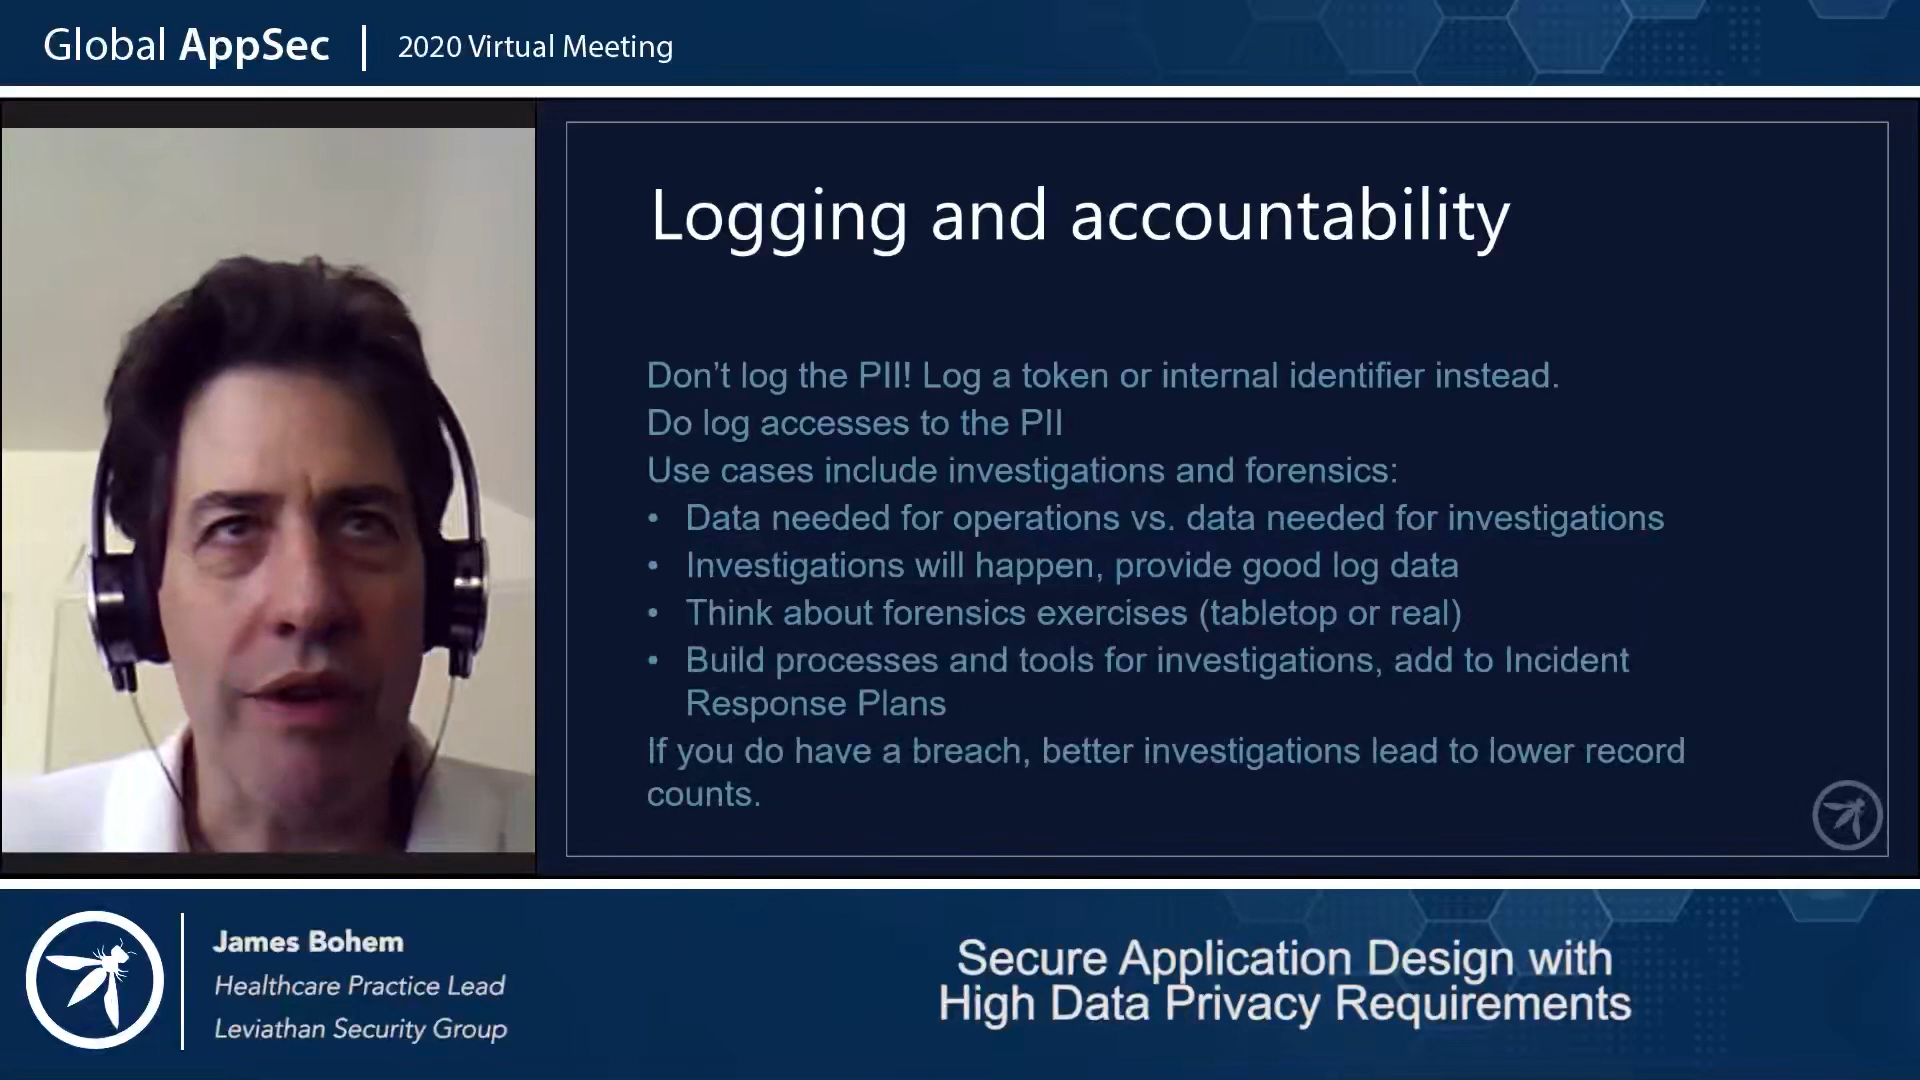 Global AppSec | 2020 Virtual Meeting
Logging and accountability
Don't log the PII! Log a token or internal identifier instead.
Do log accesses to the PII
Use cases include investigations and forensics:
• Data needed for operations vs. data needed for investigations
• Investigations will happen, provide good log data
• Think about forensics exercises (tabletop or real)
• Build processes and tools for investigations, add to Incident
Response Plans
If you do have a breach, better investigations lead to lower record
counts.
James Bohem
Healthcare Practice Lead
Leviathan Security Group
Secure Application Design with
High Data Privacy Requirements